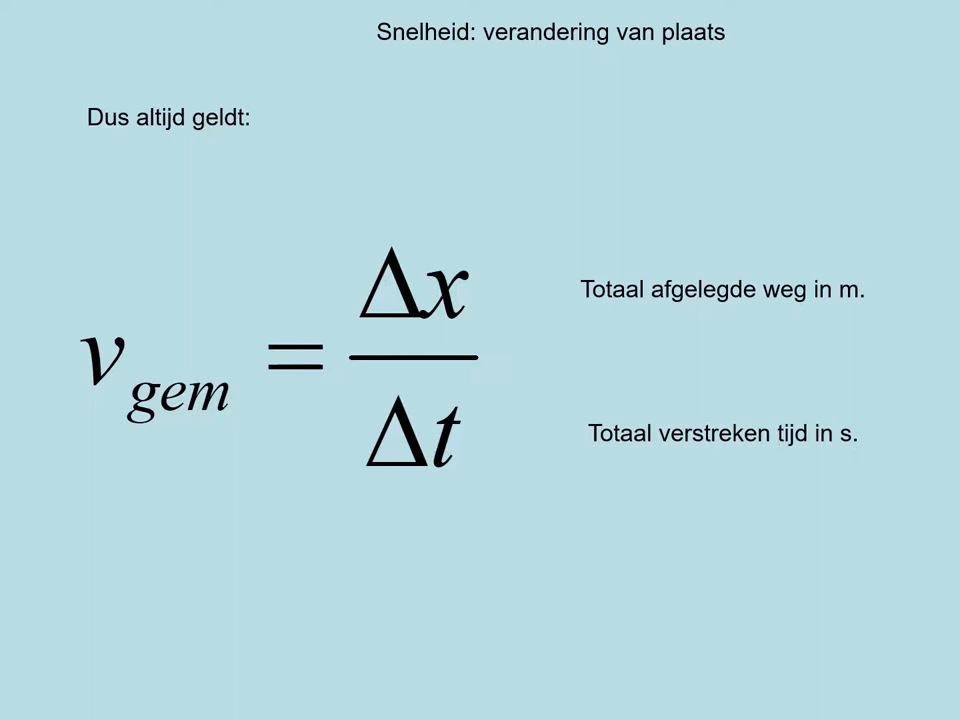 Snelheid: verandering van plaats
Dus altijd geldt:
v_gem = Δx / Δt
Totaal afgelegde weg in m.
Totaal verstreken tijd in s.